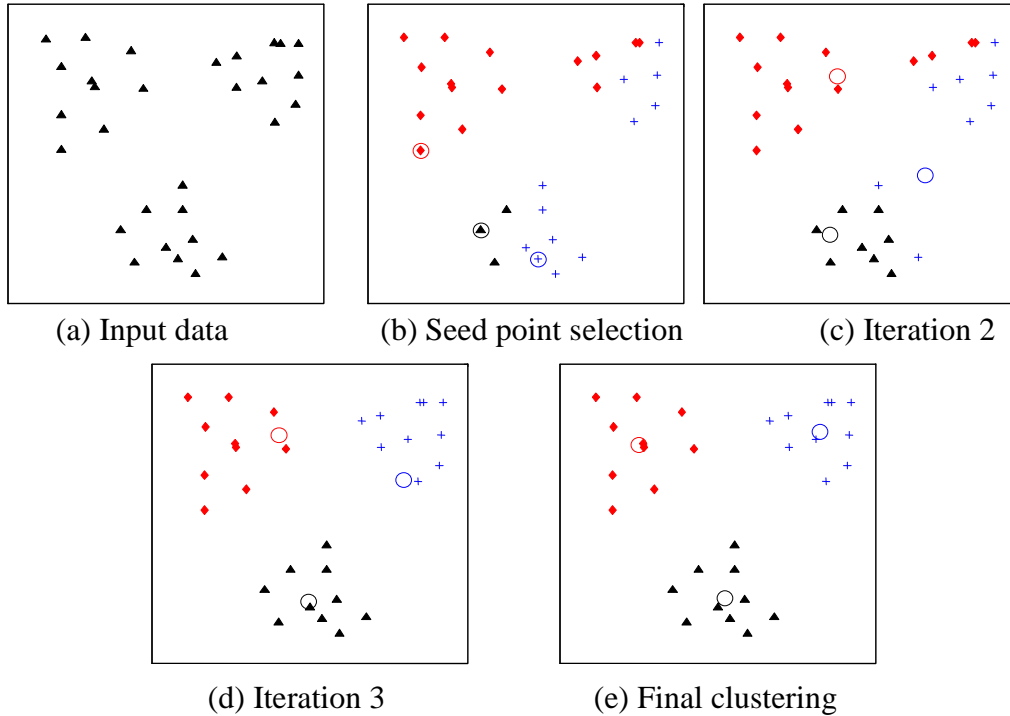 (a) Input data
(b) Seed point selection
(c) Iteration 2
(d) Iteration 3
(e) Final clustering